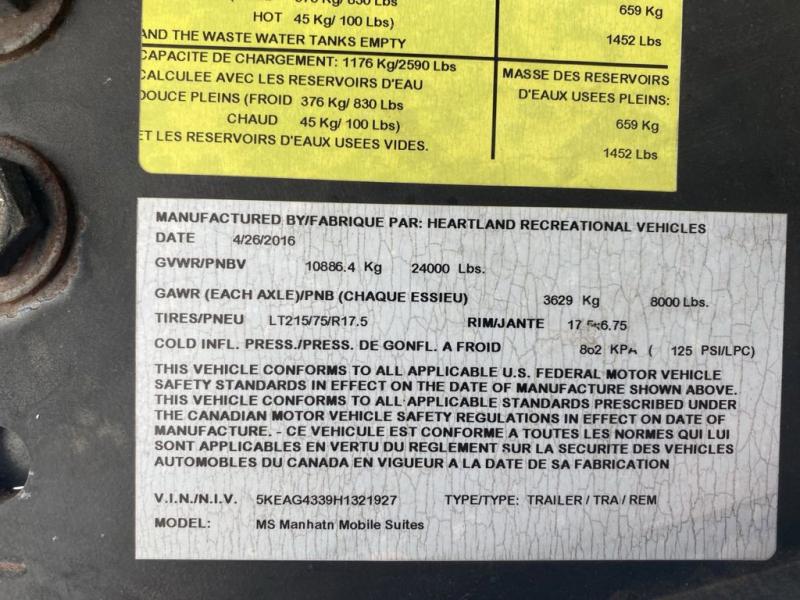 376 Kg/ 830 Lbs
HOT 45 Kg/ 100 Lbs)
AND THE WASTE WATER TANKS EMPTY
659 Kg
1452 Lbs
CAPACITE DE CHARGEMENT: 1176 Kg/2590 Lbs
CALCULEE AVEC LES RESERVOIRS D'EAU
DOUCE PLEINS (FROID 376 Kg/ 830 Lbs
CHAUD 45 Kg/ 100 Lbs)
ET LES RESERVOIRS D'EAUX USEES VIDES.
MASSE DES RESERVOIRS
D'EAUX USEES PLEINS:
659 Kg
1452 Lbs
MANUFACTURED BY/FABRIQUE PAR: HEARTLAND RECREATIONAL VEHICLES
DATE 4/26/2016
GVWR/PNBV 10886.4 Kg 24000 Lbs.
GAWR (EACH AXLE)/PNB (CHAQUE ESSIEU) 3629 Kg 8000 Lbs.
TIRES/PNEU LT215/75/R17.5 RIM/JANTE
COLD INFL. PRESS./PRESS. DE GONFL. A FROID 862 KPA ( 125 PSI/LPC)
THIS VEHICLE CONFORMS TO ALL APPLICABLE U.S. FEDERAL MOTOR VEHICLE
SAFETY STANDARDS IN EFFECT ON THE DATE OF MANUFACTURE SHOWN ABOVE.
THIS VEHICLE CONFORMS TO ALL APPLICABLE STANDARDS PRESCRIBED UNDER
THE CANADIAN MOTOR VEHICLE SAFETY REGULATIONS IN EFFECT ON DATE OF
MANUFACTURE. - CE VEHICULE EST CONFORME A TOUTES LES NORMES QUI LUI
SONT APPLICABLES EN VERTU DU REGLEMENT SUR LA SECURITE DES VEHICLES
AUTOMOBILES DU CANADA EN VIGUEUR A LA DATE DE SA FABRICATION
V.I.N./N.I.V. 5KEAG4339H1321927 TYPE/TYPE: TRAILER / TRA / REM
MODEL: MS Manhatn Mobile Suites